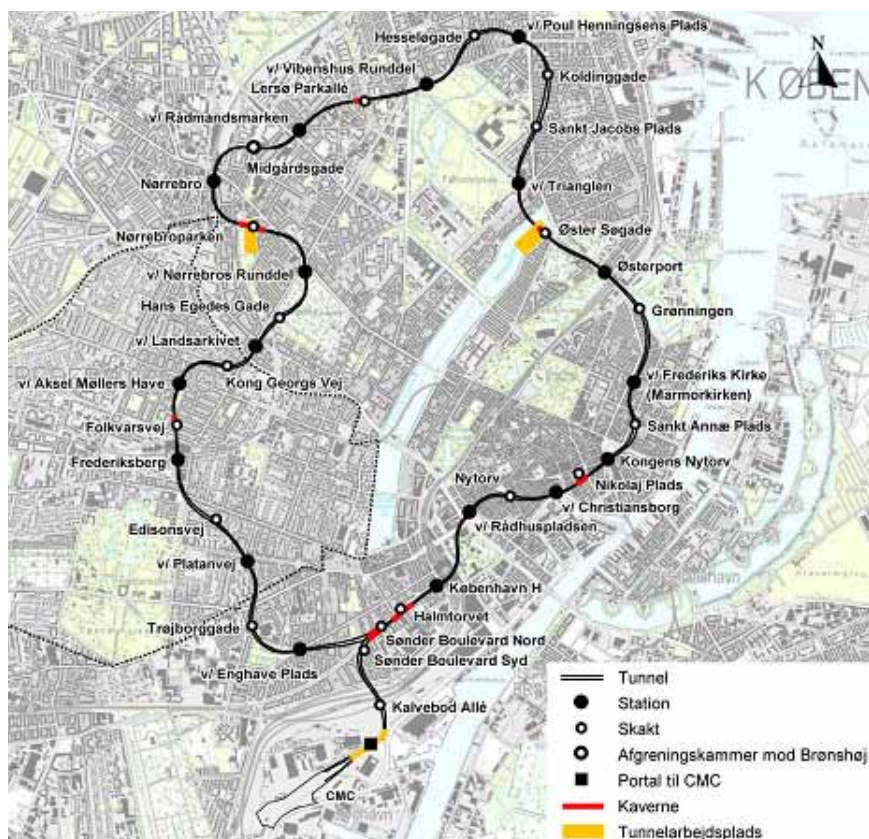 Hesseløgade
v/ Poul Henningsens Plads
v/ Vibenshus Runddel
N
Lersø Parkallé
Koldinggade
K ØBEN
v/ Rådmandsmarken
Sankt Jacobs Plads
Midgårdsgade
Nørrebro
v/ Trianglen
Nørrebroparken
Øster Søgade
v/ Nørrebros Runddel
Østerport
Hans Egedes Gade
Grønningen
v/ Landsarkivet
Kong Georgs Vej
v/ Aksel Møllers Have
v/ Frederiks Kirke
(Marmorkirken)
Folkvarsvej
Sankt Annæ Plads
Frederiksberg
Kongens Nytorv
Nytorv
Nikolaj Plads
v/ Christiansborg
Edisonsvej
v/ Rådhuspladsen
v/ Platanvej
København H
Halmtorvet
Trøjborggade
Sønder Boulevard Nord
Sønder Boulevard Syd
v/ Enghave Plads
Kalvebod Allé
CMC
Tunnel
Station
Skakt
Afgreningskammer mod Brønshøj
Portal til CMC
Kaverne
Tunnelarbejdsplads